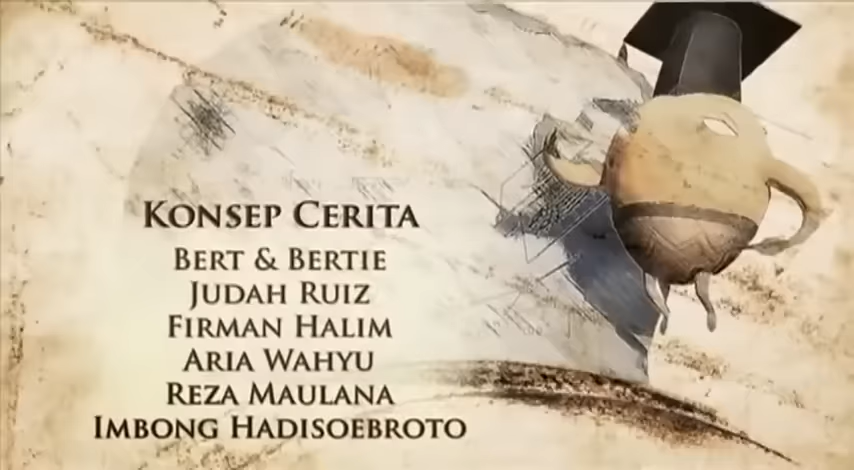 KONSEP CERITA
BERT & BERTIE
JUDAH RUIZ
FIRMAN HALIM
ARIA WAHYU
REZA MAULANA
IMBONG HADISOEBROTO